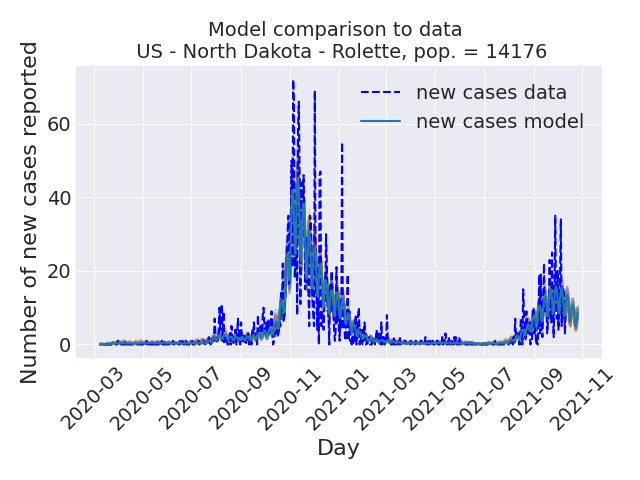 Model comparison to data
US - North Dakota - Rolette, pop. = 14176
Number of new cases reported
new cases data
new cases model
60
40
20
0
2020-03
2020-05
2020-07
2020-09
2020-11
2021-01
2021-03
2021-05
2021-07
2021-09
2021-11
Day